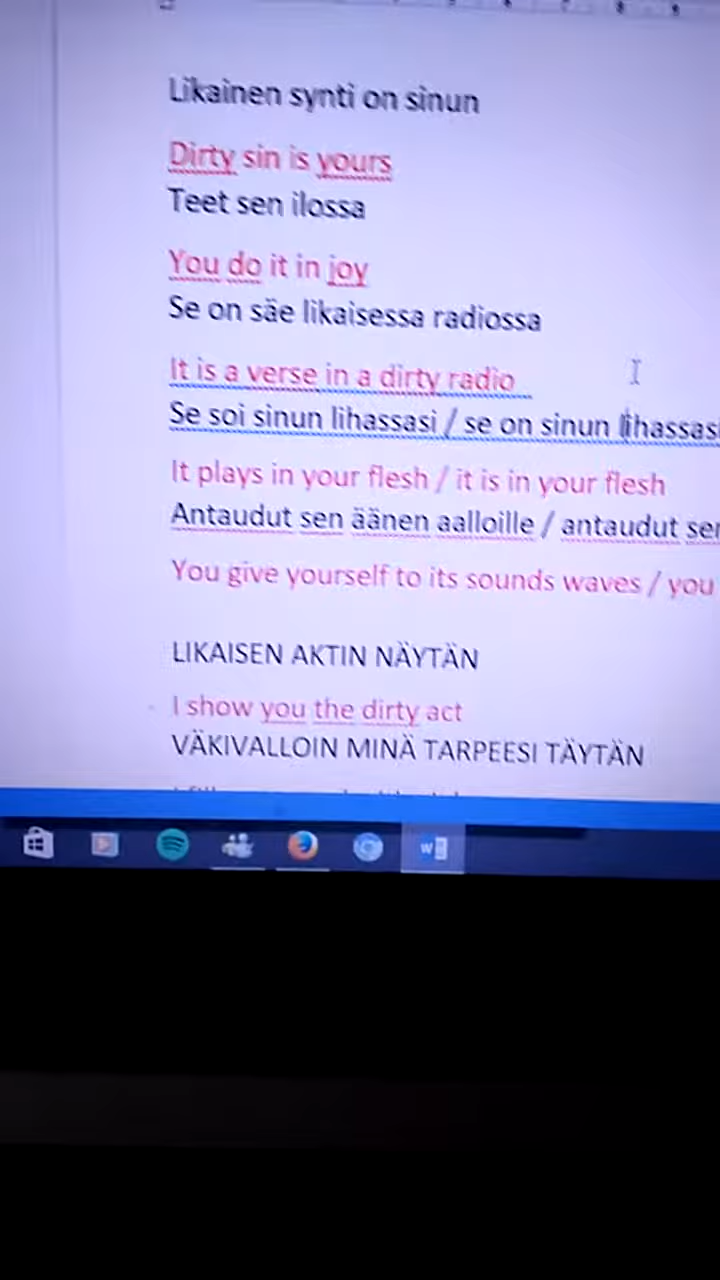 Likainen synti on sinun
Dirty sin is yours
Teet sen ilossa
You do it in joy
Se on säe likaisessa radiossa
It is a verse in a dirty radio
Se soi sinun lihassasi / se on sinun lihassasi
It plays in your flesh / it is in your flesh
Antaudut sen äänen aalloille / antaudut
You give yourself to its sounds waves / you
LIKAISEN AKTIN NÄYTÄN
I show you the dirty act
VÄKIVALLOIN MINÄ TARPEESI TÄYTÄN